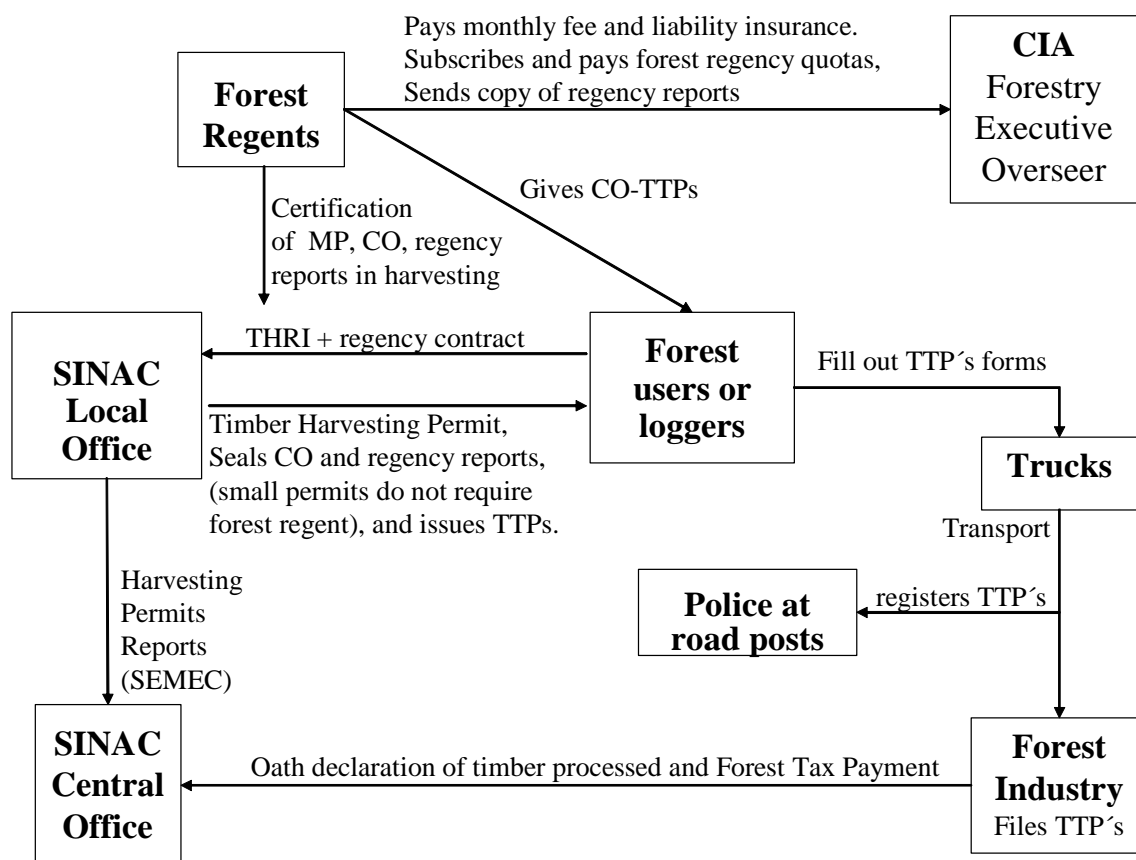 Pays monthly fee and liability insurance.
Subscribes and pays forest regency quotas,
Sends copy of regency reports
CIA
Forestry
Executive
Overseer
Forest
Regents
Gives CO-TTPs
Certification
of MP, CO, regency
reports in harvesting
SINAC
Local
Office
THRI + regency contract
Forest
users or
loggers
Fill out TTP´s forms
Timber Harvesting Permit,
Seals CO and regency reports,
(small permits do not require
forest regent), and issues TTPs.
Trucks
Transport
Harvesting
Permits
Reports
(SEMEC)
Police at
road posts
registers TTP´s
SINAC
Central
Office
Oath declaration of timber processed and Forest Tax Payment
Forest
Industry
Files TTP´s